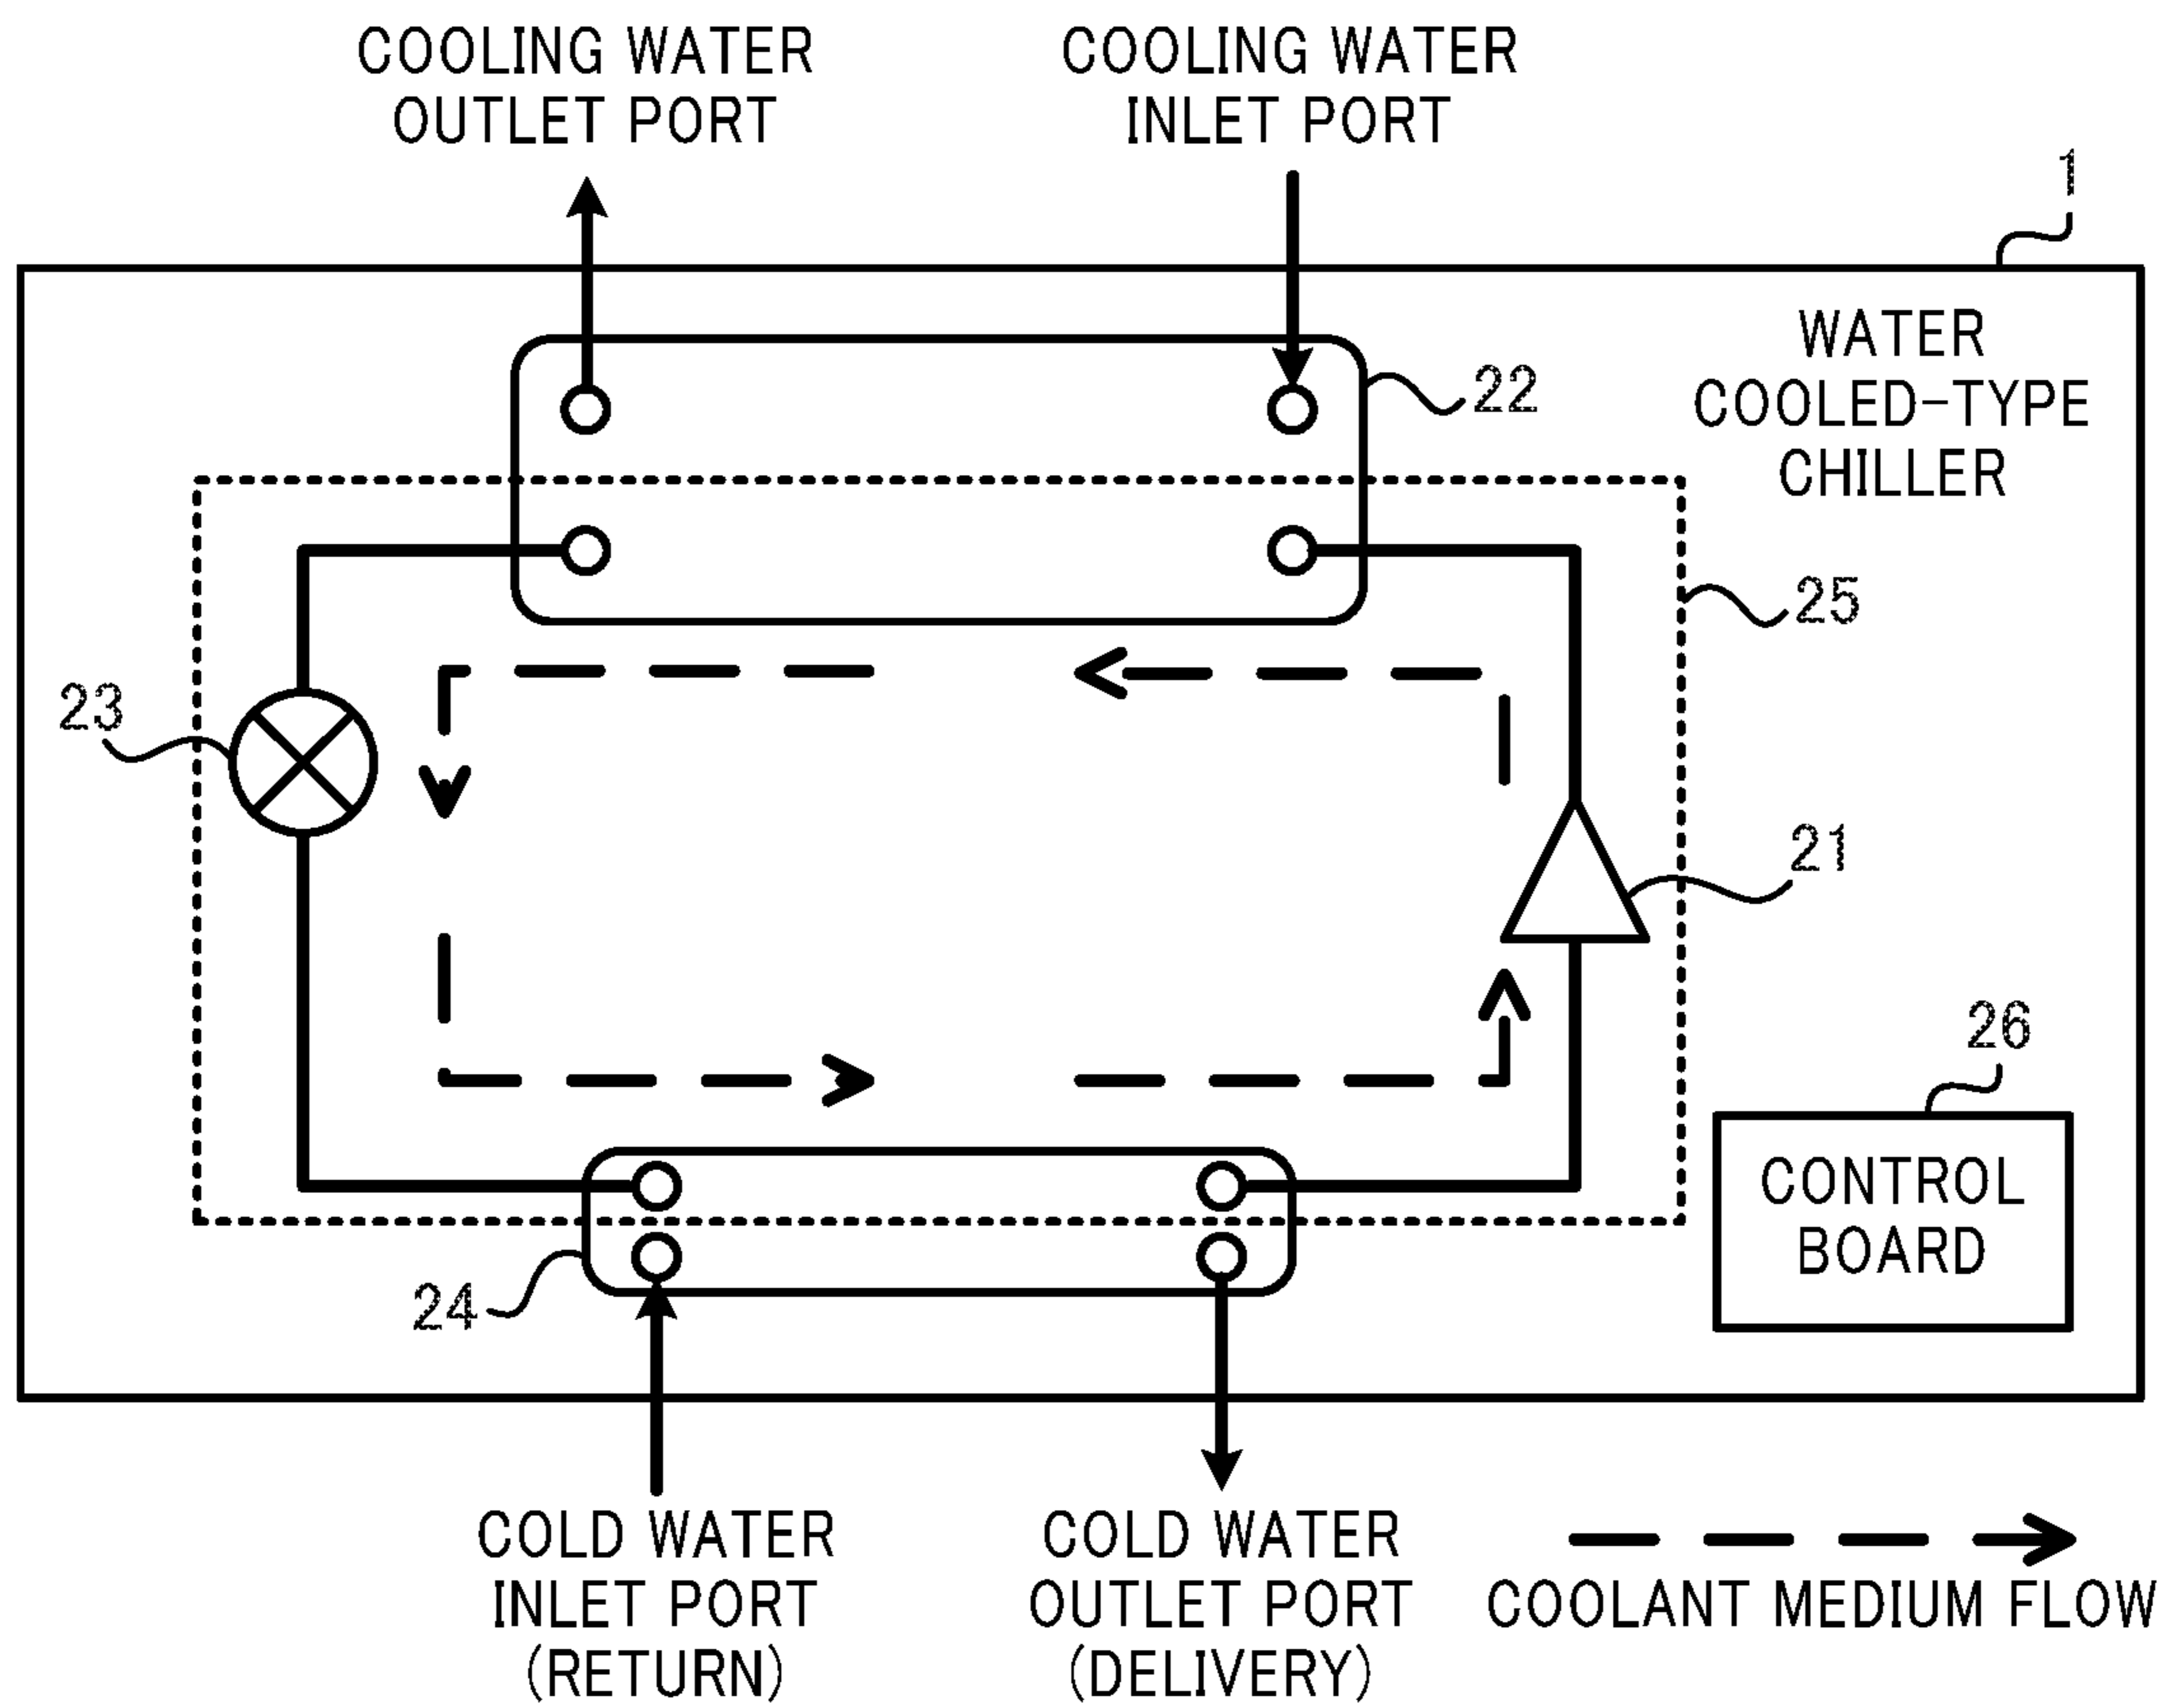 COOLING WATER
OUTLET PORT
COOLING WATER
INLET PORT
1
WATER
COOLED-TYPE
CHILLER
22
25
23
21
26
CONTROL
BOARD
24
COLD WATER
INLET PORT
(RETURN)
COLD WATER
OUTLET PORT
(DELIVERY)
COOLANT MEDIUM FLOW